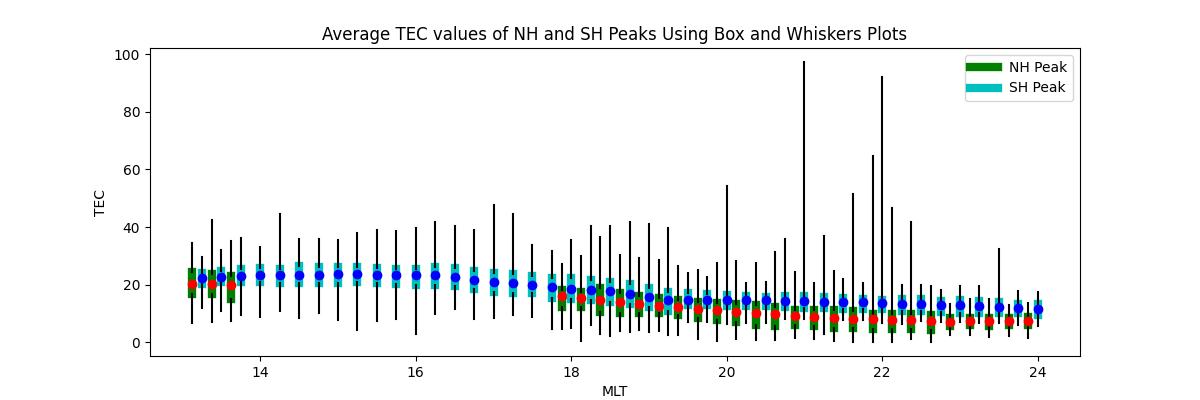 Average TEC values of NH and SH Peaks Using Box and Whiskers Plots
100
80
60
40
20
0
TEC
NH Peak
SH Peak
14
16
18
20
22
24
MLT